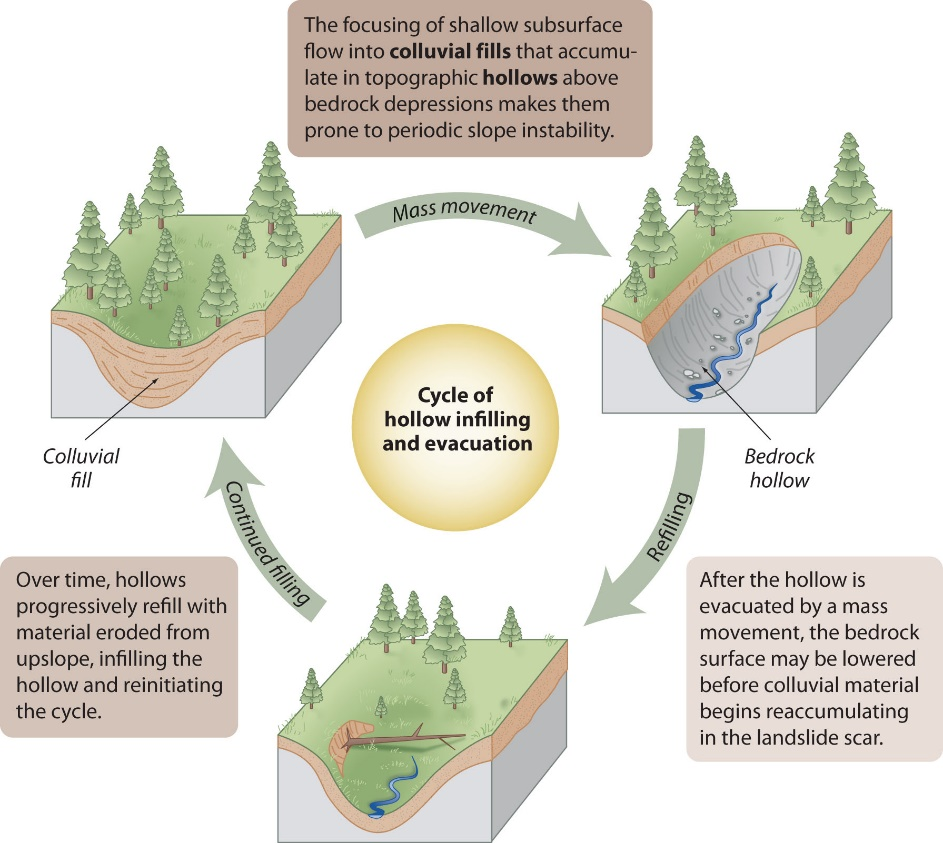 The focusing of shallow subsurface
flow into colluvial fills that accumu-
late in topographic hollows above
bedrock depressions makes them
prone to periodic slope instability.
Mass movement
Colluvial
fill
Cycle of
hollow infilling
and evacuation
Bedrock
hollow
Refilling
Continued filling
Over time, hollows
progressively refill with
material eroded from
upslope, infilling the
hollow and reinitiating
the cycle.
After the hollow is
evacuated by a mass
movement, the bedrock
surface may be lowered
before colluvial material
begins reaccumulating
in the landslide scar.